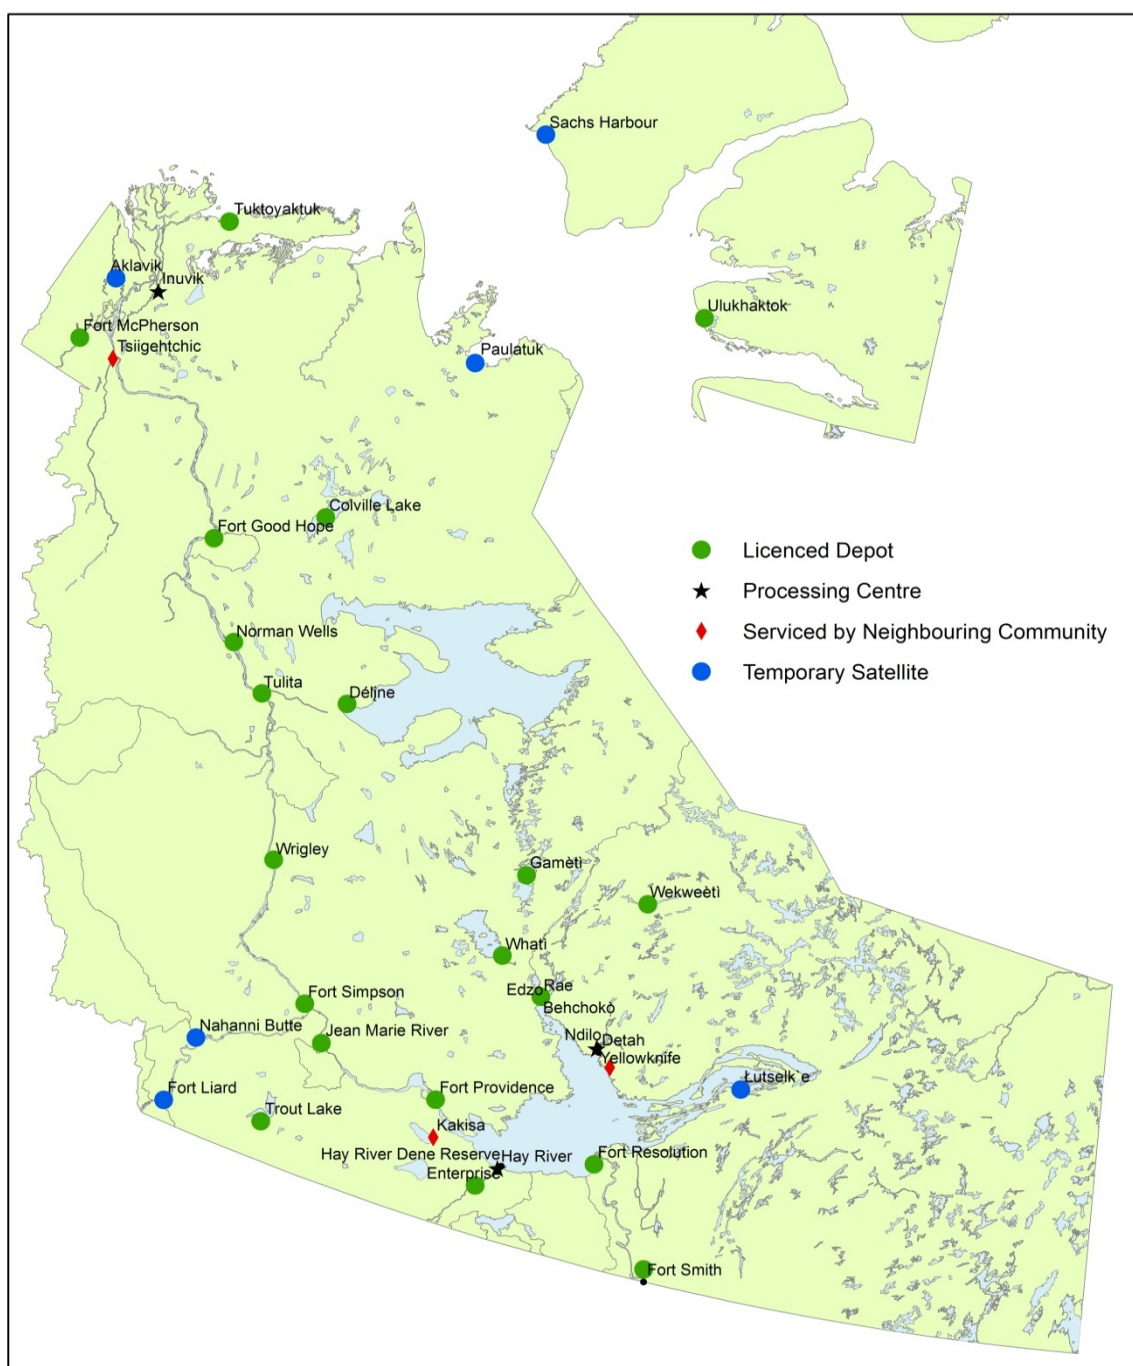 Sachs Harbour
Tuktoyaktuk
Aklavik
Inuvik
Ulukhaktok
Fort McPherson
Tsiigehtchic
Paulatuk
Colville Lake
Fort Good Hope
Licenced Depot
Processing Centre
Norman Wells
Serviced by Neighbouring Community
Temporary Satellite
Tulita
Délįne
Wrigley
Gamètì
Wekweètì
Whatì
Rae
Edzo
Fort Simpson
Behchokò
Nahanni Butte
Jean Marie River
Ndilo
Detah
Yellowknife
Łutselk e
Fort Liard
Fort Providence
Trout Lake
Kakisa
Hay River Dene Reserve
Hay River
Fort Resolution
Enterprise
Fort Smith